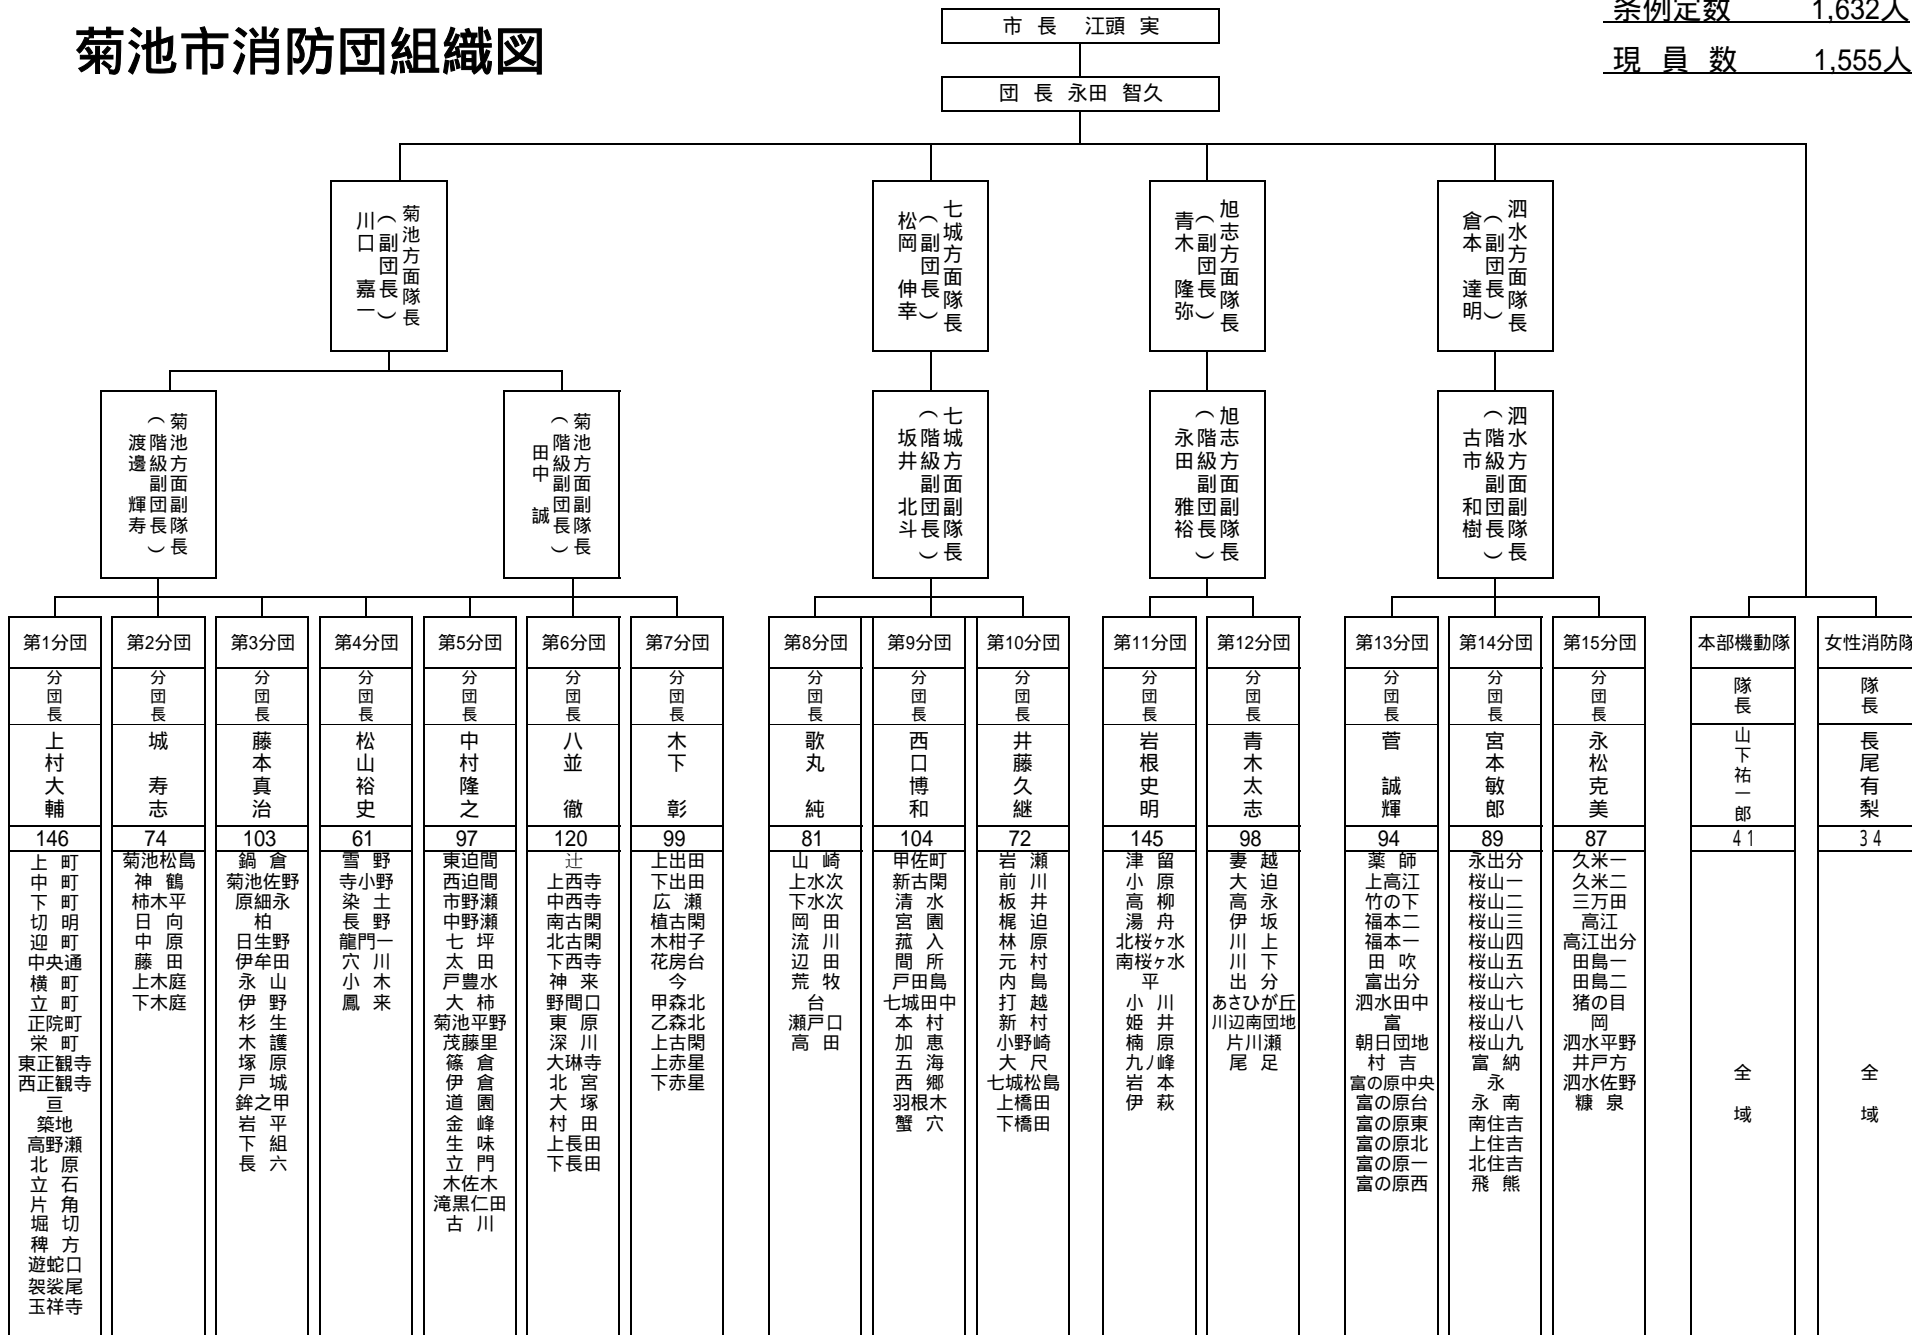 菊池市消防団組織図
条例定数 1,632人
現 員 数 1,555人
市 長 江頭 実
団 長 永田 智久
菊池方面隊長
（副団長）
川口 嘉一
七城方面隊長
（副団長）
松岡 伸幸
旭志方面隊長
（副団長）
青木 隆弥
泗水方面隊長
（副団長）
倉本 達明
菊池方面副隊長
（階級副団長）
渡邊 輝寿
菊池方面副隊長
（階級副団長）
田中 誠
七城方面副隊長
（階級副団長）
坂井 北斗
旭志方面副隊長
（階級副団長）
永田 雅裕
泗水方面副隊長
（階級副団長）
古市 和樹
第1分団
分団長
上村大輔
146
上 町
中 町
下 町
切 明
迎 町
中央通
横 町
立 町
正院町
栄 町
東正観寺
西正観寺
亘
築地
高野瀬
北 原
立 石
片 角
堀 切
稗 方
遊蛇口
袈裟尾
玉祥寺
第2分団
分団長
城 寿志
74
菊池松島
神 鶴
柿木平
日 向
中 原
藤 田
上木庭
下木庭
第3分団
分団長
藤本真治
103
鍋 倉
菊池佐野
原細永
柏
日生野
伊牟田
永 山
伊 野
杉 生
木 護
塚 原
戸 城
鉾之甲
岩 平
下 組
長 六
第4分団
分団長
松山裕史
61
雪 野
寺小野
染 土
長 野
龍門一
穴 川
小 木
鳳 来
第5分団
分団長
中村隆之
97
東迫間
西迫間
市野瀬
中野瀬
七 坪
太 田
戸豊水
大 柿
菊池平野
茂藤里
篠 倉
伊 倉
道 園
金 峰
生 味
立 門
木佐木
滝黒仁田
古 川
第6分団
分団長
八並 徹
120
辻
上西寺
中西寺
南古閑
北古閑
下西寺
神 来
野間口
東 原
深 川
大琳寺
北 宮
大 塚
村 田
上長田
下長田
第7分団
分団長
木下 彰
99
上出田
下出田
広 瀬
植古閑
木柑子
花房台
今
甲森北
乙森北
上古閑
上赤星
下赤星
第8分団
分団長
歌丸 純
81
山 崎
上水次
下水次
岡 田
流 川
辺 田
荒 牧
台
瀬戸口
高 田
第9分団
分団長
西口博和
104
甲佐町
新古閑
清 水
宮 園
菰 入
間 所
戸田島
七城田中
本 村
加 恵
五 海
西 郷
羽根木
蟹 穴
第10分団
分団長
井藤久継
72
岩 瀬
前 川
板 井
梶 迫
林 原
元 村
内 島
打 越
新 村
小野崎
大 尺
七城松島
上橋田
下橋田
第11分団
分団長
岩根史明
145
津 留
小 原
高 柳
湯 舟
北桜ヶ水
南桜ヶ水
平
小 川
姫 井
楠 原
九ノ峰
岩 本
伊 萩
第12分団
分団長
青木太志
98
妻 越
大 迫
高 永
伊 坂
川 上
川 下
出 分
あさひが丘
川辺南団地
片川瀬
尾 足
第13分団
分団長
菅 誠輝
94
薬 師
上高江
竹の下
福本二
福本一
田 吹
富出分
泗水田中
富
朝日団地
村 吉
富の原中央
富の原台
富の原東
富の原北
富の原一
富の原西
第14分団
分団長
宮本敏郎
89
永出分
桜山一
桜山二
桜山三
桜山四
桜山五
桜山六
桜山七
桜山八
桜山九
富 納
永
永 南
南住吉
上住吉
北住吉
飛 熊
第15分団
分団長
永松克美
87
久米一
久米二
三万田
高江
高江出分
田島一
田島二
猪の目
岡
泗水平野
井戸方
泗水佐野
糠 泉
本部機動隊
隊長
山下祐一郎
41
全域
女性消防隊
隊長
長尾有梨
34
全域